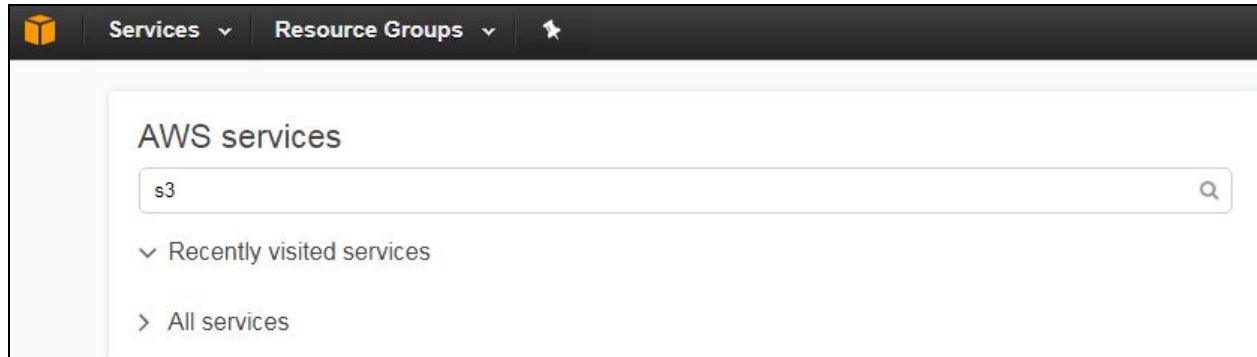 Services Resource Groups
AWS services
s3
Recently visited services
All services